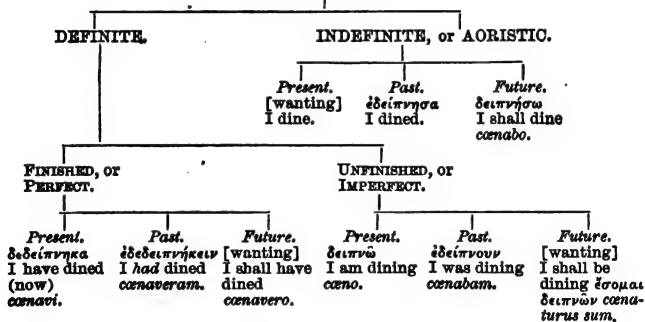 DEFINITE.
INDEFINITE, or AORISTIC.
Present.
[wanting]
I dine.
Past.
ἐδείπνησα
I dined.
Future.
δειπνήσω
I shall dine
cœnabo.
FINISHED, or
PERFECT.
UNFINISHED, or
IMPERFECT.
Present.
δεδείπνηκα
I have dined
(now)
cœnavi.
Past.
ἐδεδειπνήκειν
I had dined
cœnaveram.
Future.
[wanting]
I shall have
dined
cœnavero.
Present.
δειπνῶ
I am dining
cœno.
Past.
ἐδείπνουν
I was dining
cœnabam.
Future.
[wanting]
I shall be
dining ἔσομαι
δειπνῶν cœna-
turus sum.